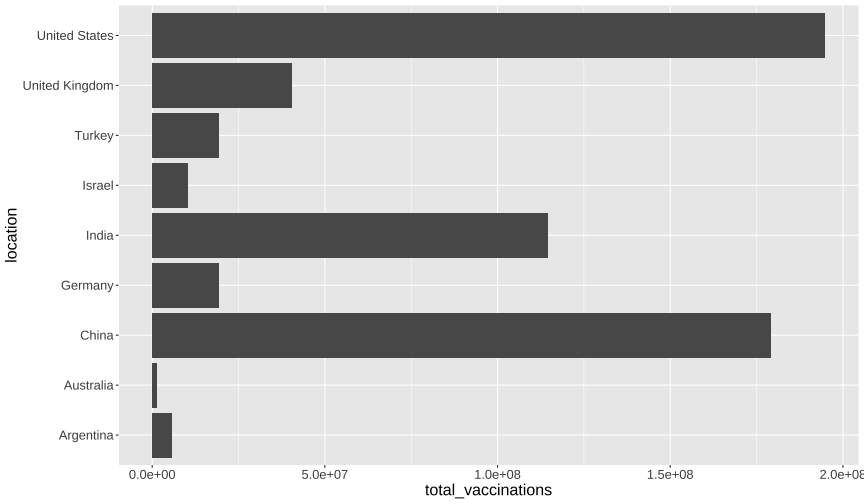 United States
United Kingdom
Turkey
Israel
India
Germany
China
Australia
Argentina
location
0.0e+00 5.0e+07 1.0e+08 1.5e+08 2.0e+08
total_vaccinations